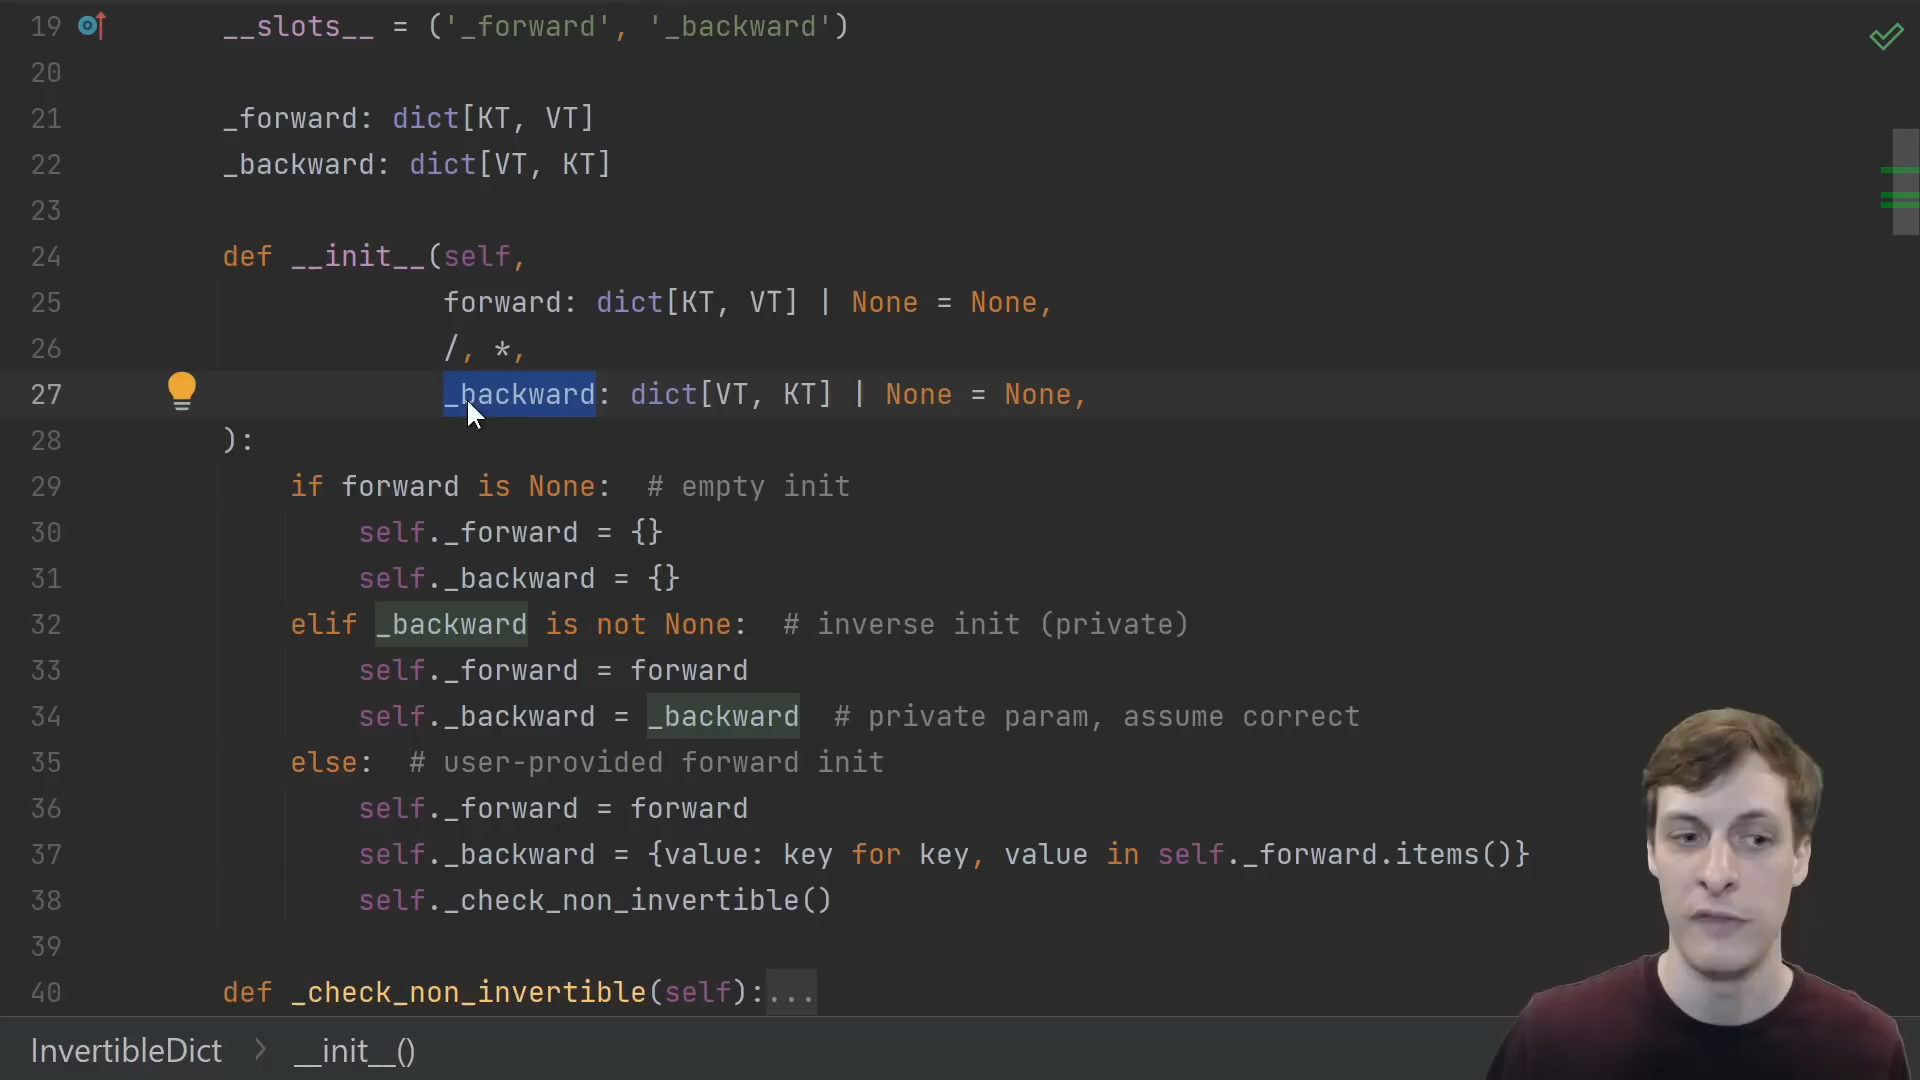 19 __slots__ = ('_forward', '_backward')
20
21 _forward: dict[KT, VT]
22 _backward: dict[VT, KT]
23
24 def __init__(self,
25 forward: dict[KT, VT] | None = None,
26 /, *,
27 _backward: dict[VT, KT] | None = None,
28 ):
29 if forward is None:  # empty init
30 self._forward = {}
31 self._backward = {}
32 elif _backward is not None:  # inverse init (private)
33 self._forward = forward
34 self._backward = _backward  # private param, assume correct
35 else:  # user-provided forward init
36 self._forward = forward
37 self._backward = {value: key for key, value in self._forward.items()}
38 self._check_non_invertible()
39
40 def _check_non_invertible(self):...
InvertibleDict > __init__()